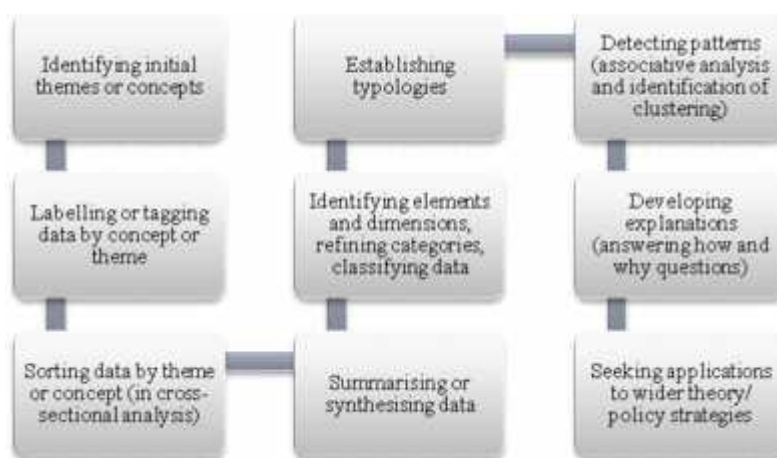 Identifying initial
themes or concepts
Labelling or tagging
data by concept or
theme
Sorting data by theme
or concept (in cross-
sectional analysis)
Summarising or
synthesising data
Identifying elements
and dimensions,
refining categories,
classifying data
Establishing
typologies
Detecting patterns
(associative analysis
and identification of
clustering)
Developing
explanations
(answering how and
why questions)
Seeking applications
to wider theory/
policy strategies